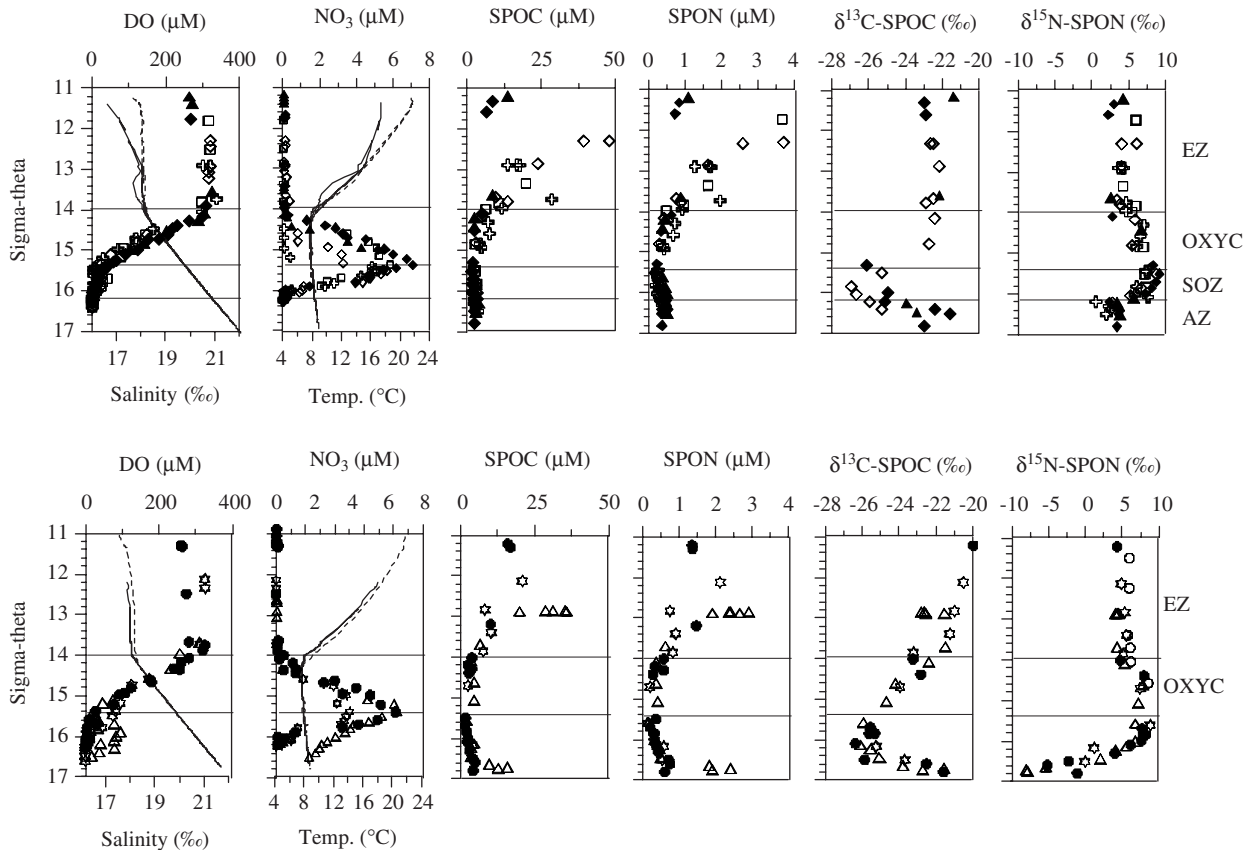 DO (μM) NO₃ (μM) SPOC (μM) SPON (μM) δ¹³C-SPOC (‰) δ¹⁵N-SPON (‰)
0 200 400 0 2 4 6 8 0 25 50 0 1 2 3 4 -28 -26 -24 -22 -20 -10 -5 0 5 10
11
12
13
14
15
16
17
Sigma-theta
EZ
OXYC
SOZ
AZ
17 19 21 4 8 12 16 20 24
Salinity (‰) Temp. (°C)
DO (μM) NO₃ (μM) SPOC (μM) SPON (μM) δ¹³C-SPOC (‰) δ¹⁵N-SPON (‰)
0 200 400 0 2 4 6 8 0 25 50 0 1 2 3 4 -28 -26 -24 -22 -20 -10 -5 0 5 10
11
12
13
14
15
16
17
Sigma-theta
EZ
OXYC
17 19 21 4 8 12 16 20 24
Salinity (‰) Temp. (°C)